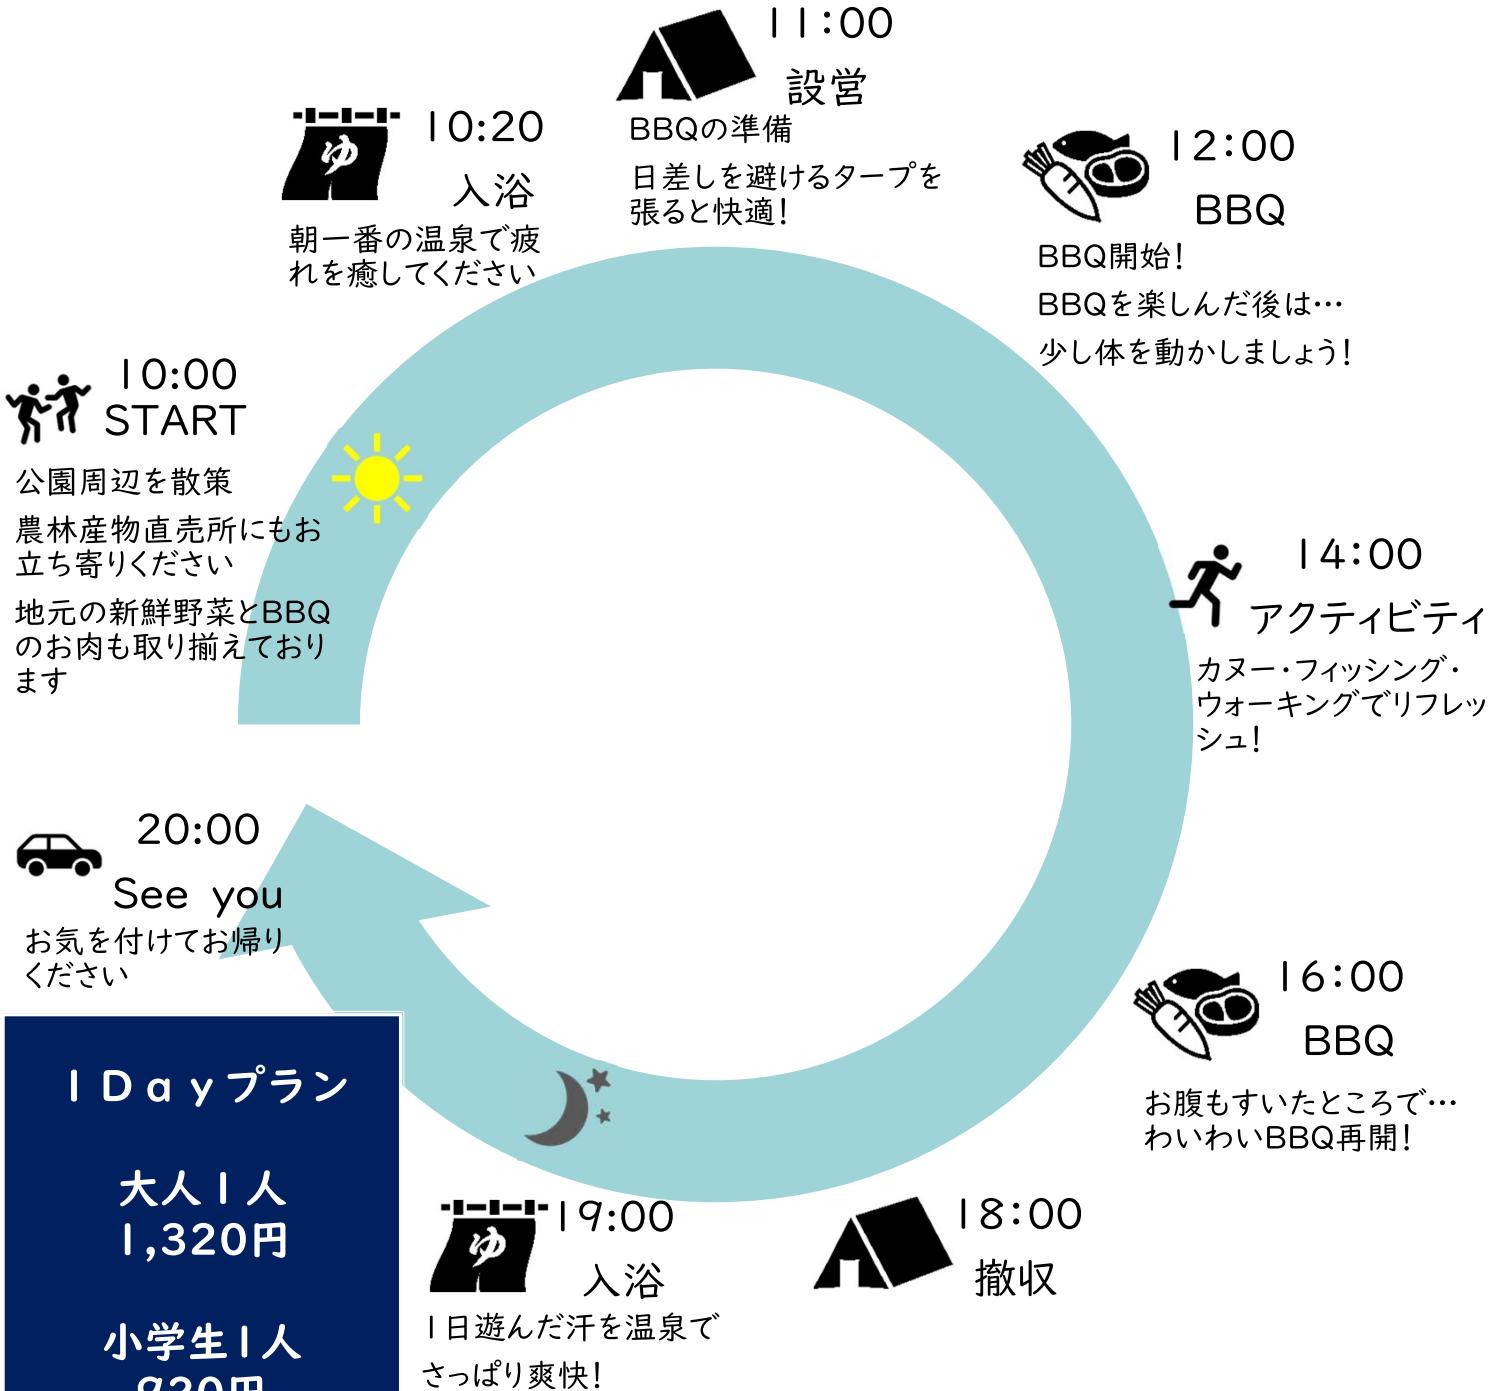 11:00
設営
BBQの準備
日差しを避けるタープを
張ると快適!
10:20
入浴
朝一番の温泉で疲
れを癒してください
ゆ
12:00
BBQ
BBQ開始!
BBQを楽しんだ後は…
少し体を動かしましょう!
10:00
START
公園周辺を散策
農林産物直売所にもお
立ち寄りください
地元の新鮮野菜とBBQ
のお肉も取り揃えており
ます
14:00
アクティビティ
カヌー・フィッシング・
ウォーキングでリフレッ
シュ!
20:00
See you
お気を付けてお帰り
ください
16:00
BBQ
お腹もすいたところで…
わいわいBBQ再開!
18:00
撤収
19:00
入浴
ゆ
1日遊んだ汗を温泉で
さっぱり爽快!
1Dayプラン
大人1人
1,320円
小学生1人